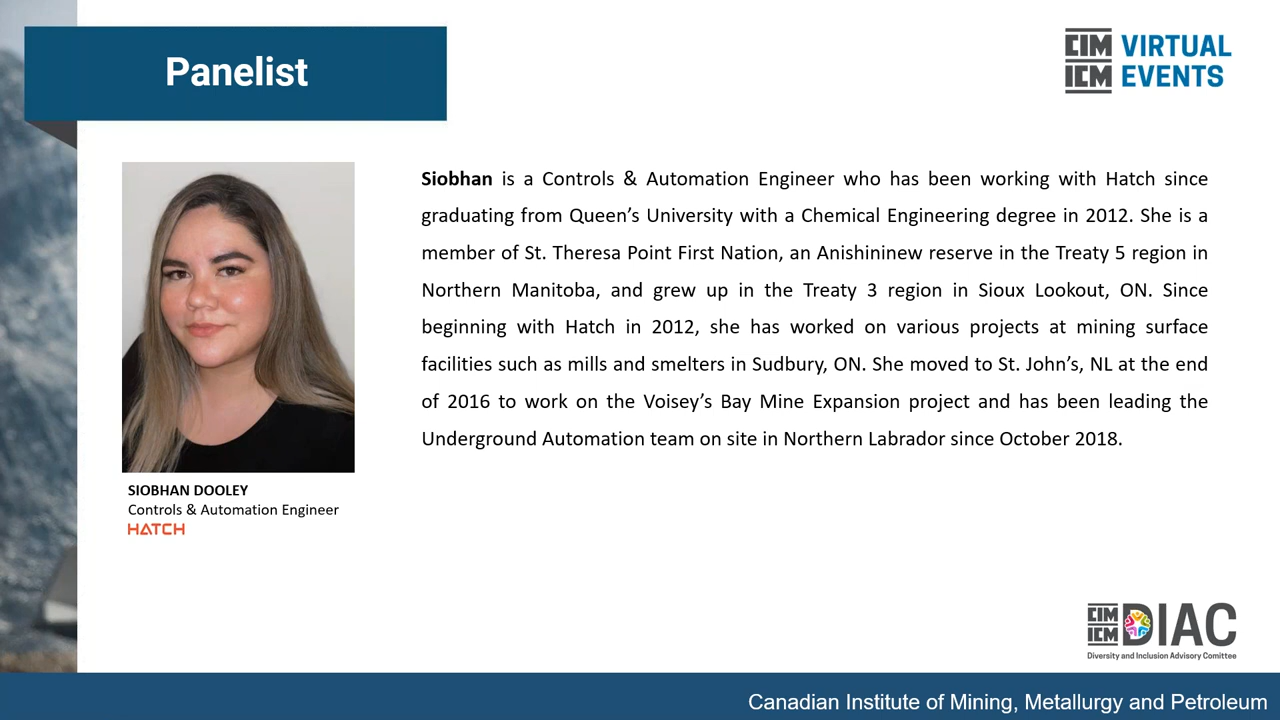 Panelist
CIM VIRTUAL
ICM EVENTS
Siobhan is a Controls & Automation Engineer who has been working with Hatch since
graduating from Queen’s University with a Chemical Engineering degree in 2012. She is a
member of St. Theresa Point First Nation, an Anishininew reserve in the Treaty 5 region in
Northern Manitoba, and grew up in the Treaty 3 region in Sioux Lookout, ON. Since
beginning with Hatch in 2012, she has worked on various projects at mining surface
facilities such as mills and smelters in Sudbury, ON. She moved to St. John’s, NL at the end
of 2016 to work on the Voisey’s Bay Mine Expansion project and has been leading the
Underground Automation team on site in Northern Labrador since October 2018.
SIOBHAN DOOLEY
Controls & Automation Engineer
HATCH
CIM
ICM
DIAC
Diversity and Inclusion Advisory Comittee
Canadian Institute of Mining, Metallurgy and Petroleum